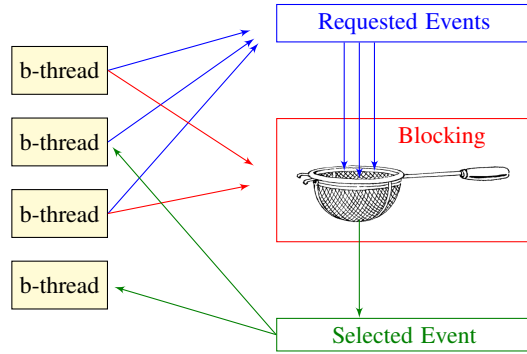 Requested Events
b-thread
b-thread
Blocking
b-thread
b-thread
Selected Event